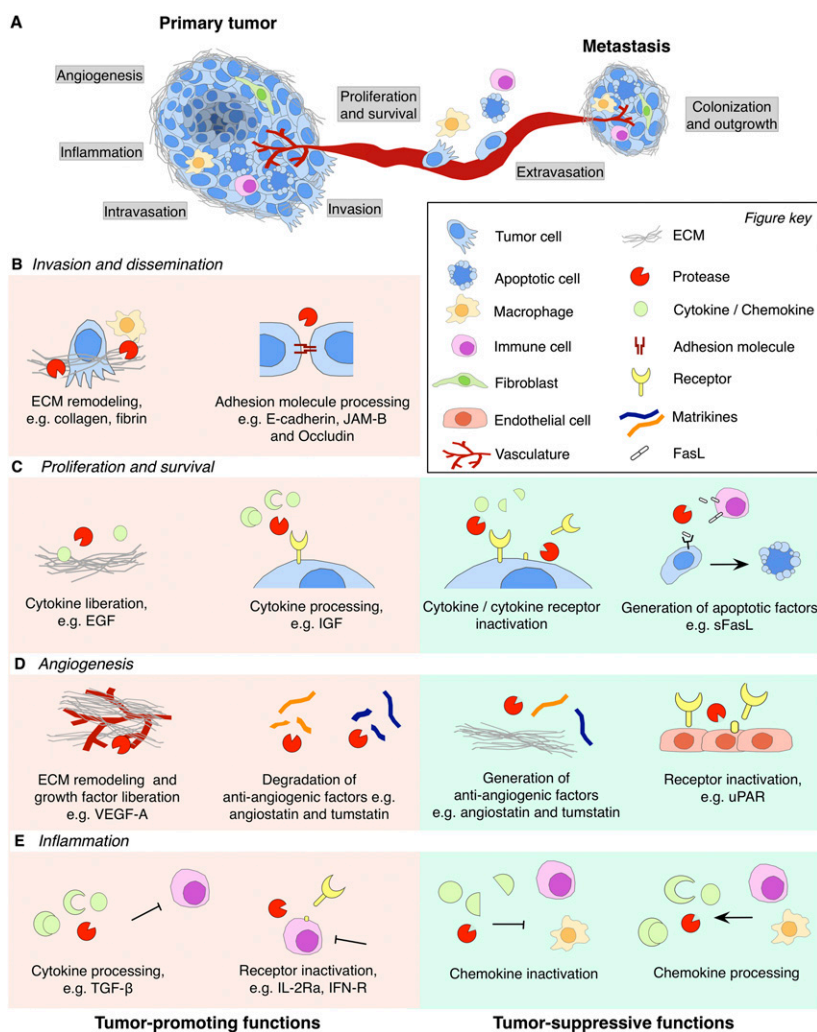 A
Primary tumor
Metastasis
Angiogenesis
Proliferation
and survival
Colonization
and outgrowth
Inflammation
Extravasation
Intravasation
Invasion
Figure key
Tumor cell
ECM
Apoptotic cell
Protease
Macrophage
Cytokine / Chemokine
Immune cell
Adhesion molecule
Fibroblast
Receptor
Endothelial cell
Matrikines
Vasculature
FasL
B Invasion and dissemination
ECM remodeling,
e.g. collagen, fibrin
Adhesion molecule processing
e.g. E-cadherin, JAM-B
and Occludin
C Proliferation and survival
Cytokine liberation,
e.g. EGF
Cytokine processing,
e.g. IGF
Cytokine / cytokine receptor
inactivation
Generation of apoptotic factors
e.g. sFasL
D Angiogenesis
ECM remodeling and
growth factor liberation
e.g. VEGF-A
Degradation of
anti-angiogenic factors e.g.
angiostatin and tumstatin
Generation of
anti-angiogenic factors
e.g. angiostatin and tumstatin
Receptor inactivation,
e.g. uPAR
E Inflammation
Cytokine processing,
e.g. TGF-β
Receptor inactivation,
e.g. IL-2Ra, IFN-R
Chemokine inactivation
Chemokine processing
Tumor-promoting functions
Tumor-suppressive functions